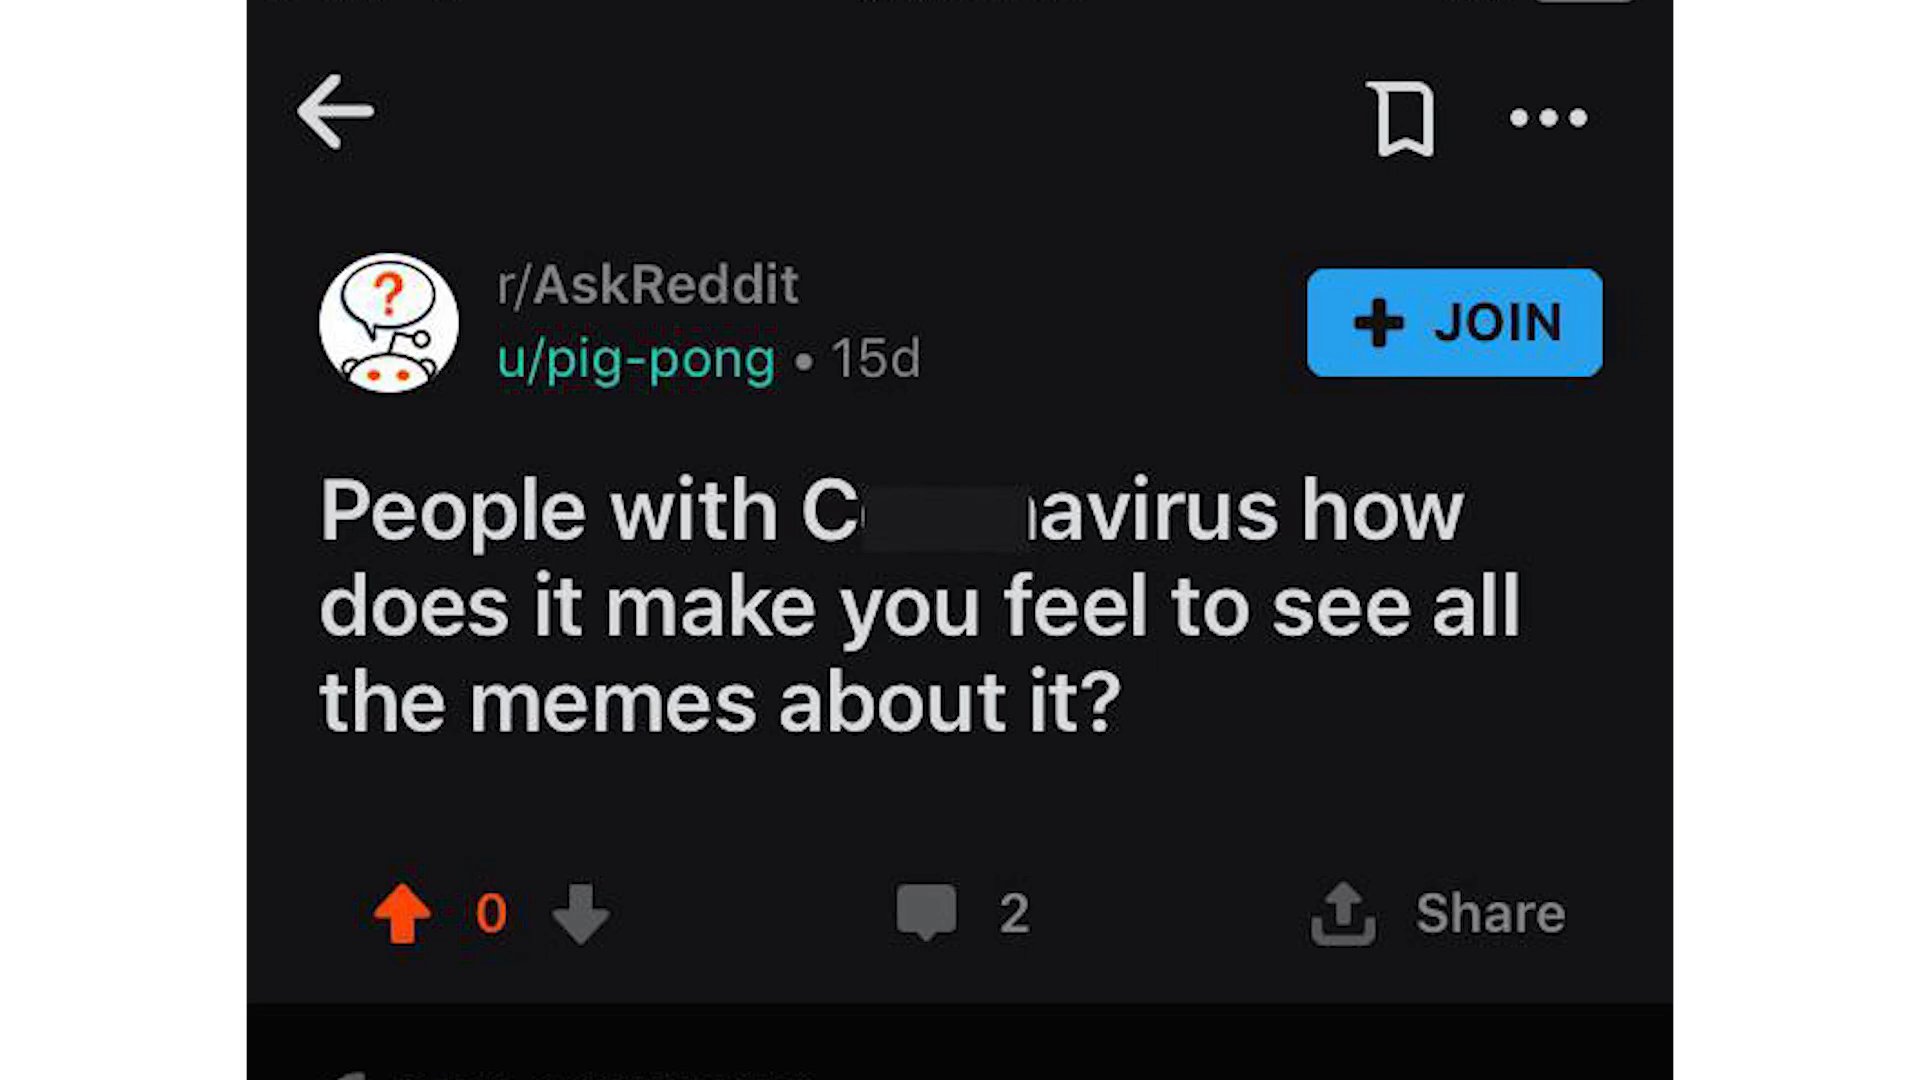 r/AskReddit
u/pig-pong • 15d
+ JOIN
People with C navirus how
does it make you feel to see all
the memes about it?
0
2
Share